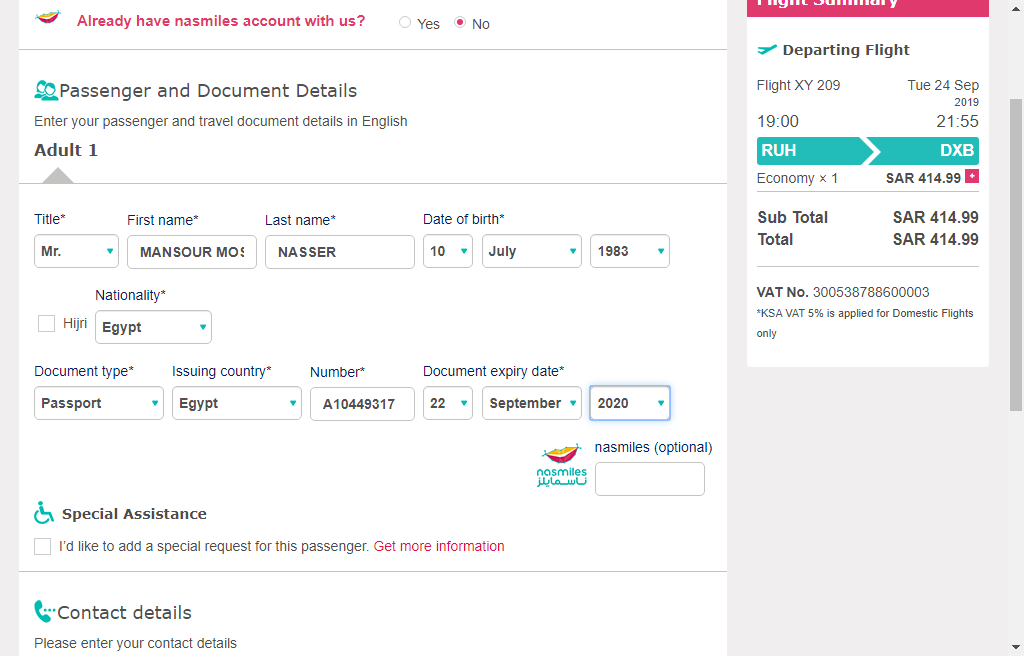 Already have nasmiles account with us?
Yes
No
Passenger and Document Details
Enter your passenger and travel document details in English
Adult 1
Title*
First name*
Last name*
Date of birth*
Mr.
MANSOUR MOS
NASSER
10
July
1983
Nationality*
Hijri
Egypt
Document type*
Issuing country*
Number*
Document expiry date*
Passport
Egypt
A10449317
22
September
2020
nasmiles (optional)
nasmiles
ناسمايلز
Special Assistance
I'd like to add a special request for this passenger. Get more information
Contact details
Please enter your contact details
Flight Summary
Departing Flight
Flight XY 209
Tue 24 Sep
2019
19:00
21:55
RUH
DXB
Economy × 1
SAR 414.99 +
Sub Total
SAR 414.99
Total
SAR 414.99
VAT No. 300538788600003
*KSA VAT 5% is applied for Domestic Flights
only